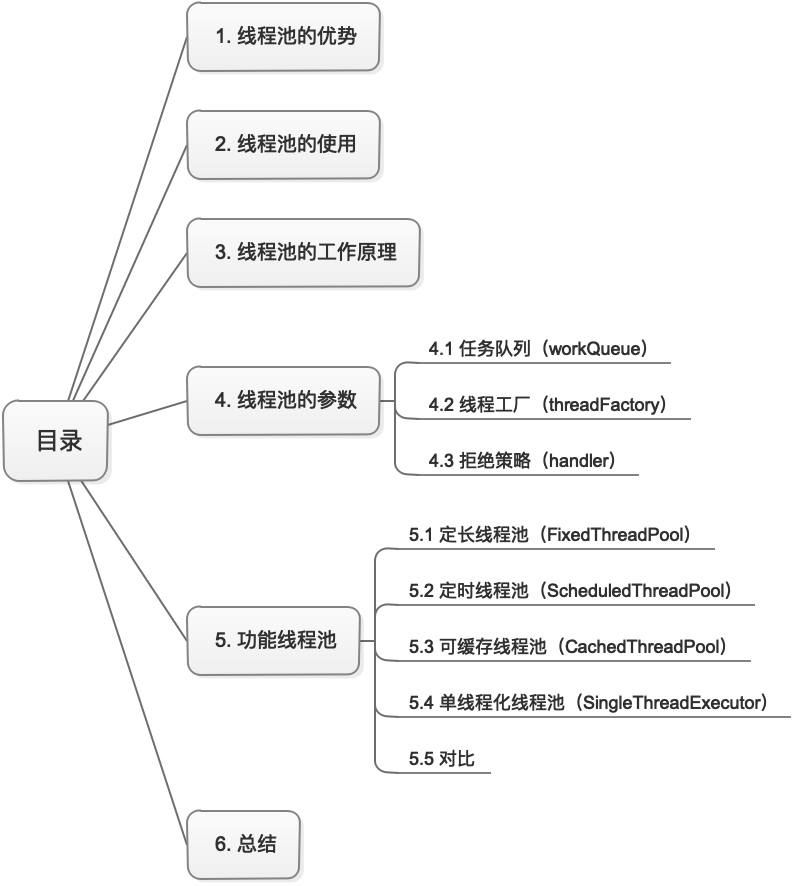 1. 线程池的优势
2. 线程池的使用
3. 线程池的工作原理
目录
4. 线程池的参数
4.1 任务队列（workQueue）
4.2 线程工厂（threadFactory）
4.3 拒绝策略（handler）
5. 功能线程池
5.1 定长线程池（FixedThreadPool）
5.2 定时线程池（ScheduledThreadPool）
5.3 可缓存线程池（CachedThreadPool）
5.4 单线程化线程池（SingleThreadExecutor）
5.5 对比
6. 总结